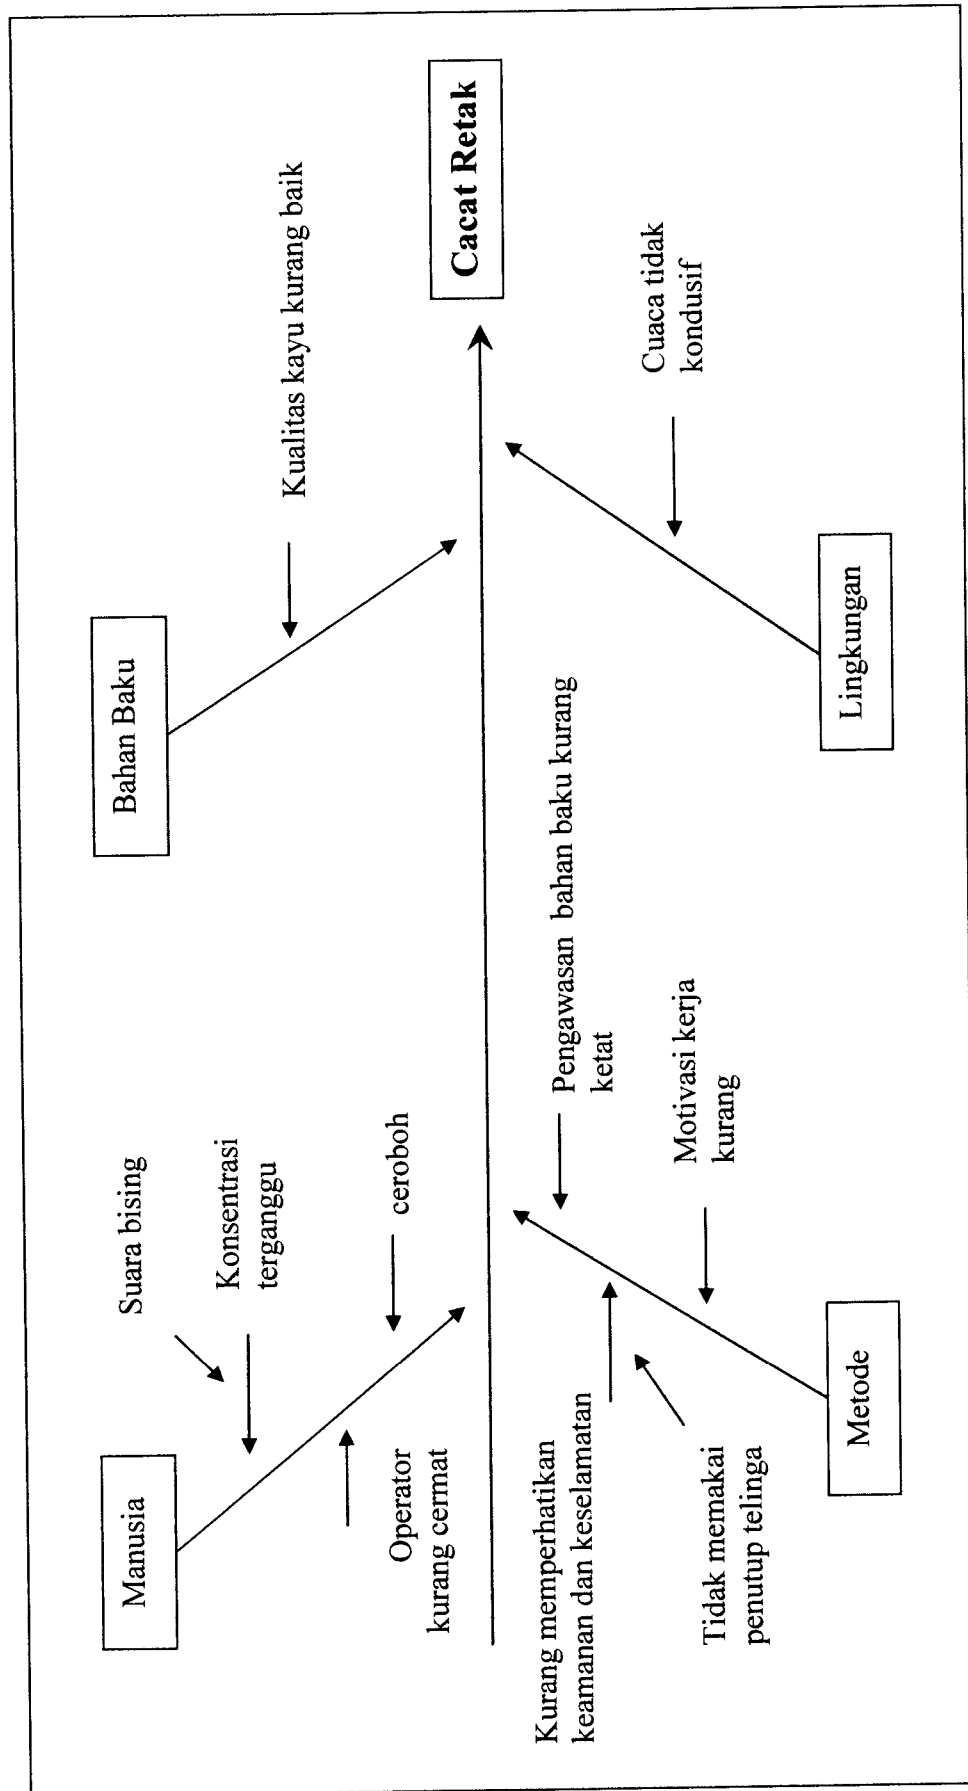 Manusia
Bahan Baku
Suara bising
Konsentrasi
terganggu
Kualitas kayu kurang baik
ceroboh
Operator
kurang cermat
Cacat Retak
Kurang memperhatikan
keamanan dan keselamatan
Pengawasan bahan baku kurang
ketat
Cuaca tidak
kondusif
Motivasi kerja
kurang
Tidak memakai
penutup telinga
Metode
Lingkungan